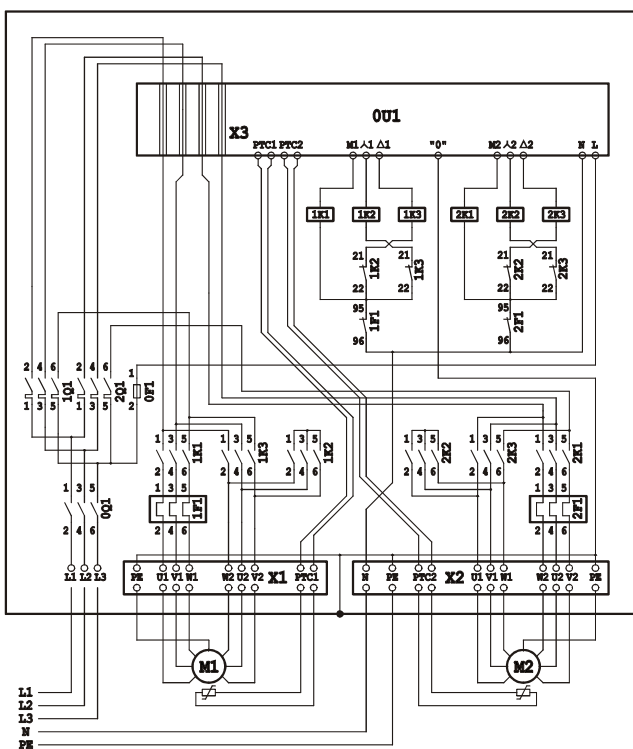 0U1
X3
PTC1 PTC2 M1 ⅄1 △1 "0" M2 ⅄2 △2 N L
1K1 1K2 1K3 2K1 2K2 2K3
21 21 21 21
1K2 1K3 2K2 2K3
22 22 22 22
95 95
1F1 2F1
96 96
2 4 6 2 4 6 1
1Q1 2Q1 0F1
1 3 5 1 3 5 2
1 3 5 1 3 5 1 3 5 1 3 5 1 3 5 1 3 5
1K1 1K3 1K2 2K2 2K3 2K1
2 4 6 2 4 6 2 4 6 2 4 6 2 4 6 2 4 6
1 3 5 1 3 5 1 3 5
0Q1 1F1 2F1
2 4 6 2 4 6 2 4 6
L1 L2 L3 PE U1 V1 W1 W2 U2 V2 X1 PTC1 N PE PTC2 X2 U1 V1 W1 W2 U2 V2 PE
M1 M2
L1
L2
L3
N
PE